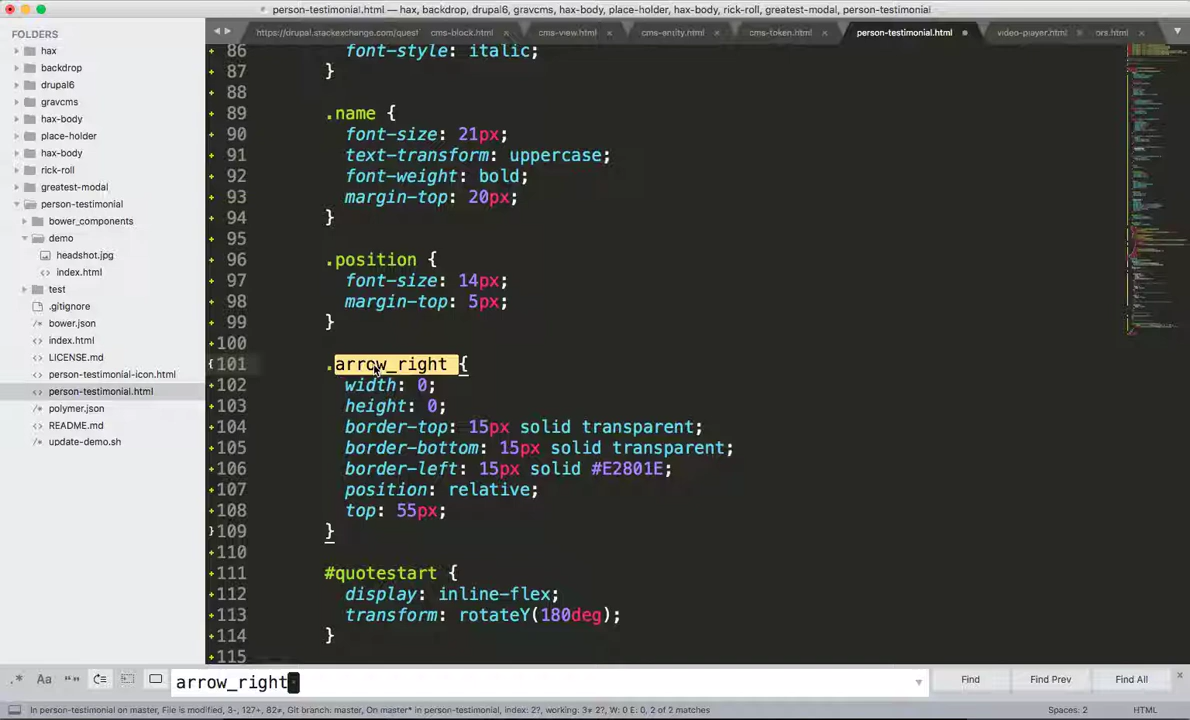 person-testimonial.html — hax, backdrop, drupal6, gravcms, hax-body, place-holder, hax-body, rick-roll, greatest-modal, person-testimonial
FOLDERS
hax
backdrop
drupal6
gravcms
hax-body
place-holder
hax-body
rick-roll
greatest-modal
person-testimonial
bower_components
demo
headshot.jpg
<> index.html
test
.gitignore
/* bower.json
<> index.html
<> LICENSE.md
<> person-testimonial-icon.html
<> person-testimonial.html
/* polymer.json
<> README.md
/* update-demo.sh
https://drupal.stackexchange.com/quest
cms-block.html ×
cms-view.html ×
cms-entity.html ×
cms-token.html ×
person-testimonial.html
video-player.html
ors.html ×
86 font-style: italic;
87 }
88
89 .name {
90 font-size: 21px;
91 text-transform: uppercase;
92 font-weight: bold;
93 margin-top: 20px;
94 }
95
96 .position {
97 font-size: 14px;
98 margin-top: 5px;
99 }
100
101 .arrow_right {
102 width: 0;
103 height: 0;
104 border-top: 15px solid transparent;
105 border-bottom: 15px solid transparent;
106 border-left: 15px solid #E2801E;
107 position: relative;
108 top: 55px;
109 }
110
111 #quotestart {
112 display: inline-flex;
113 transform: rotateY(180deg);
114 }
115
.* Aa “” arrow_right Find Find Prev Find All ×
In person-testimonial on master, File is modified, 3-, 127+, 82≠, Git branch: master, On master* in person-testimonial, index: 2?, working: 3≠ 2?, W: 0 E: 0, 2 of 2 matches
Spaces: 2
HTML